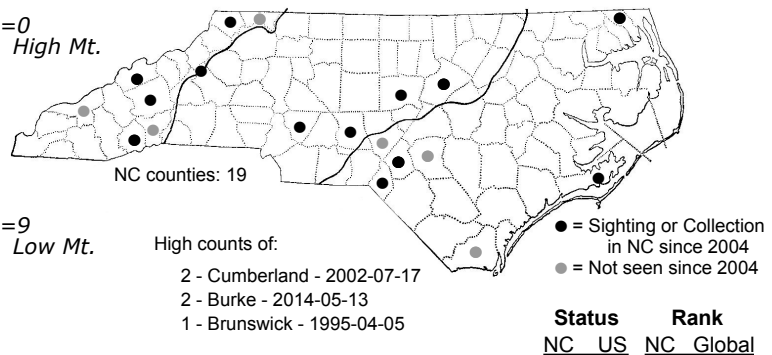 =0
High Mt.
NC counties: 19
=9
Low Mt.
High counts of:
2 - Cumberland - 2002-07-17
2 - Burke - 2014-05-13
1 - Brunswick - 1995-04-05
= Sighting or Collection
in NC since 2004
= Not seen since 2004
Status Rank
NC US NC Global